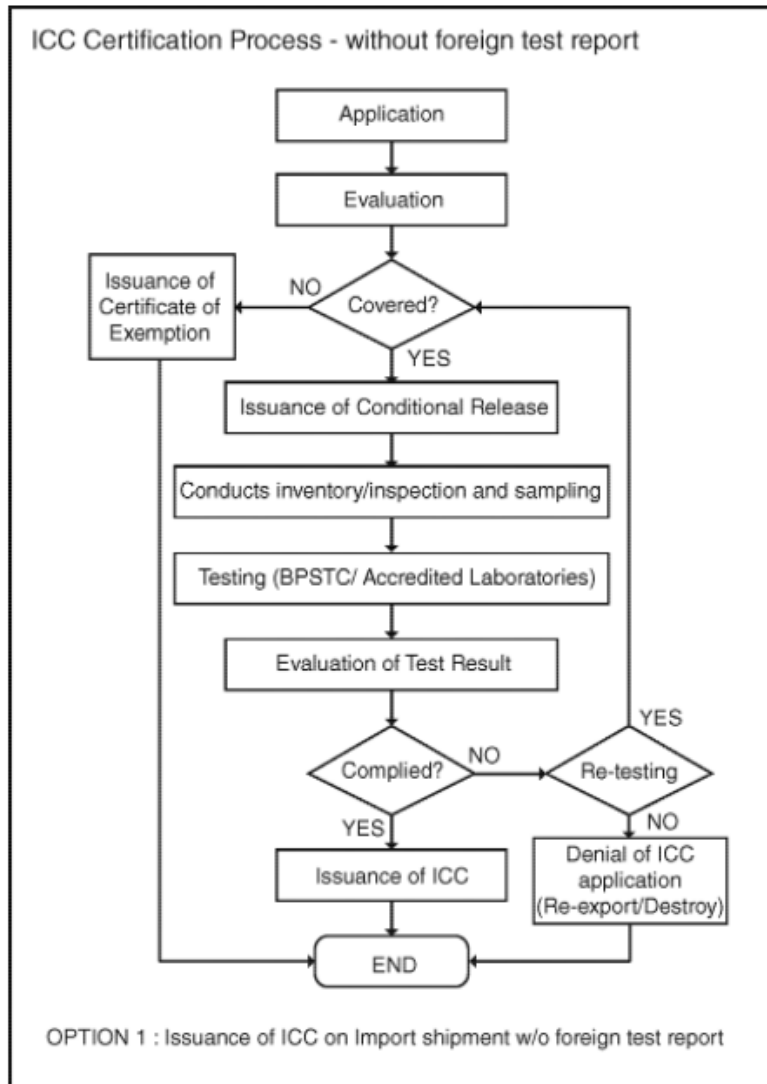 ICC Certification Process - without foreign test report
Application
Evaluation
Issuance of
Certificate of
Exemption
NO
Covered?
YES
Issuance of Conditional Release
Conducts inventory/inspection and sampling
Testing (BPSTC/ Accredited Laboratories)
Evaluation of Test Result
YES
Complied?
NO
Re-testing
YES
NO
Issuance of ICC
Denial of ICC
application
(Re-export/Destroy)
END
OPTION 1 : Issuance of ICC on Import shipment w/o foreign test report